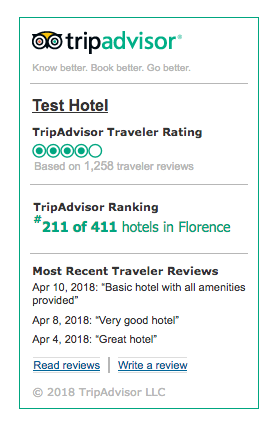 tripadvisor®
Know better. Book better. Go better.
Test Hotel
TripAdvisor Traveler Rating
Based on 1,258 traveler reviews
TripAdvisor Ranking
#211 of 411 hotels in Florence
Most Recent Traveler Reviews
Apr 10, 2018: “Basic hotel with all amenities
provided”
Apr 8, 2018: “Very good hotel”
Apr 4, 2018: “Great hotel”
Read reviews | Write a review
© 2018 TripAdvisor LLC